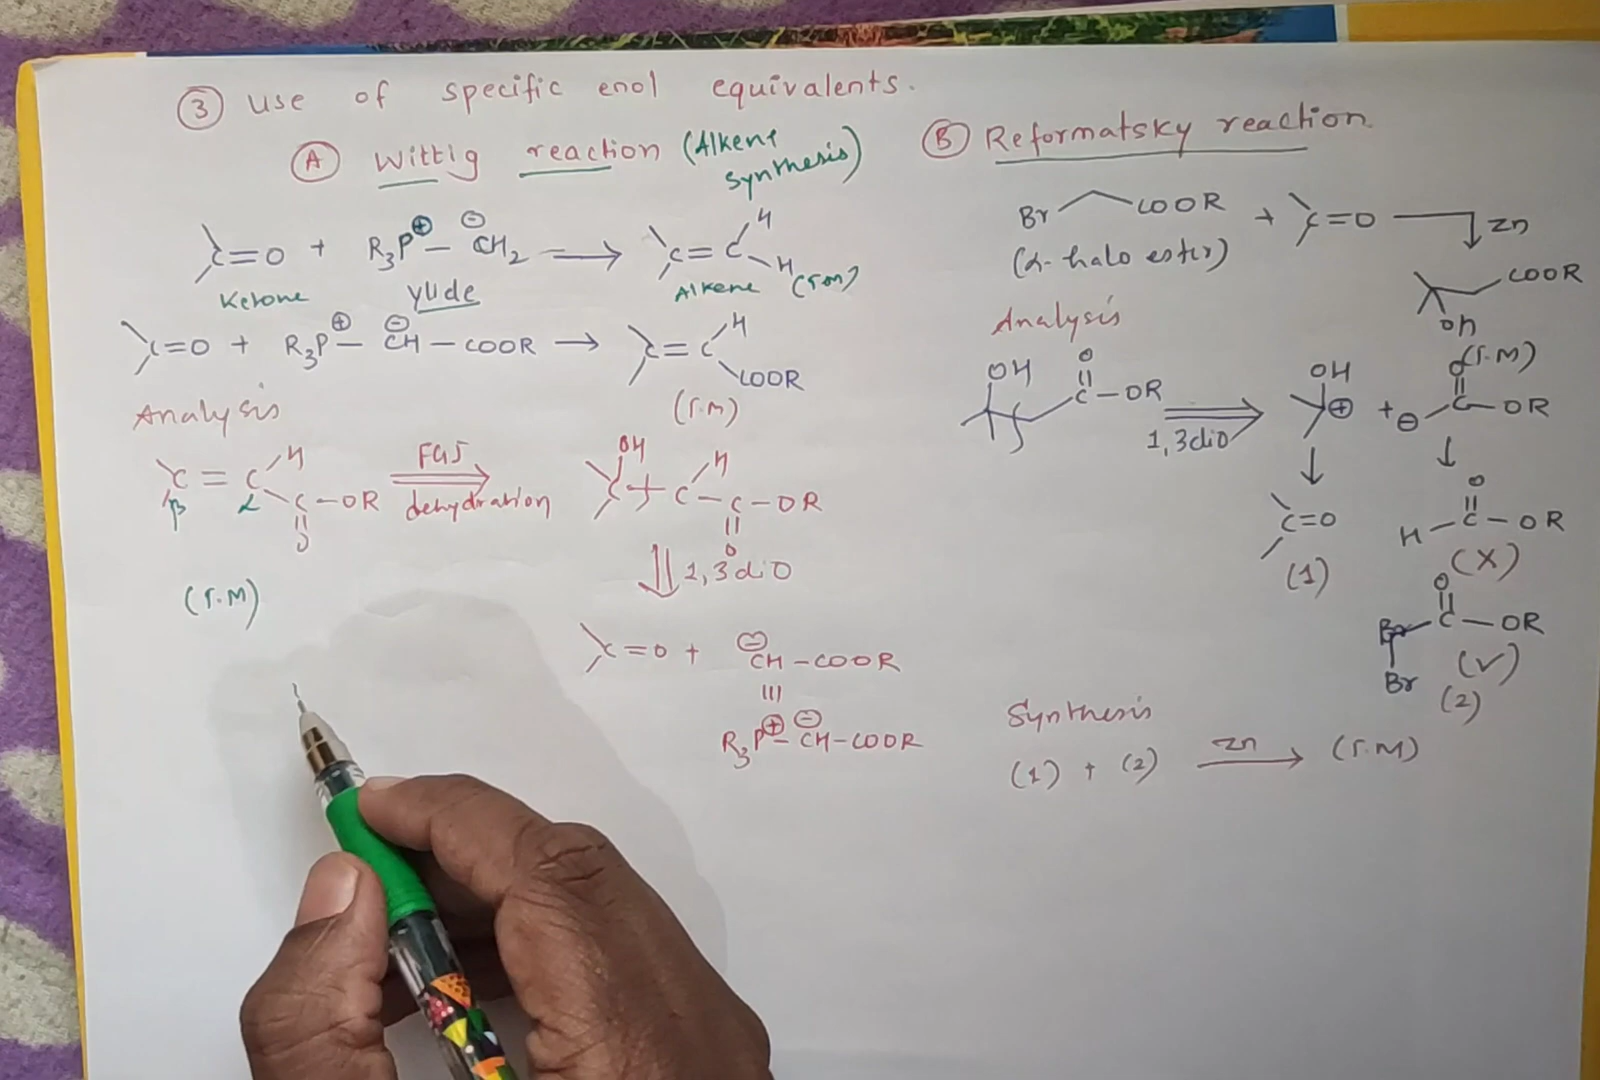 ③ Use of specific enol equivalents.
Ⓐ Wittig reaction (Alkene synthesis)
C=O + R₃P⊕ – ⊖CH₂ → C=C H H
Ketone ylide Alkene (T.M)
C=O + R₃P⊕ – ⊖CH – COOR → C=C H COOR
(T.M)
Analysis
C = C H C – OR O
β α
FGI
dehydration
OH C – C H – C – OR O
(T.M)
1,3 diO
C=O + ⊖CH – COOR
|||
R₃P⊕ – ⊖CH – COOR
Ⓑ Reformatsky reaction
Br COOR + C=O Zn
(α- halo ester)
COOR
OH
(T.M)
Analysis
OH O C – OR
1,3 diO
OH ⊕ + ⊖ O C – OR
C=O
(1)
O H – C – OR
(X)
O Br C – OR
Br
(✓)
(2)
Synthesis
(1) + (2) Zn → (T.M)